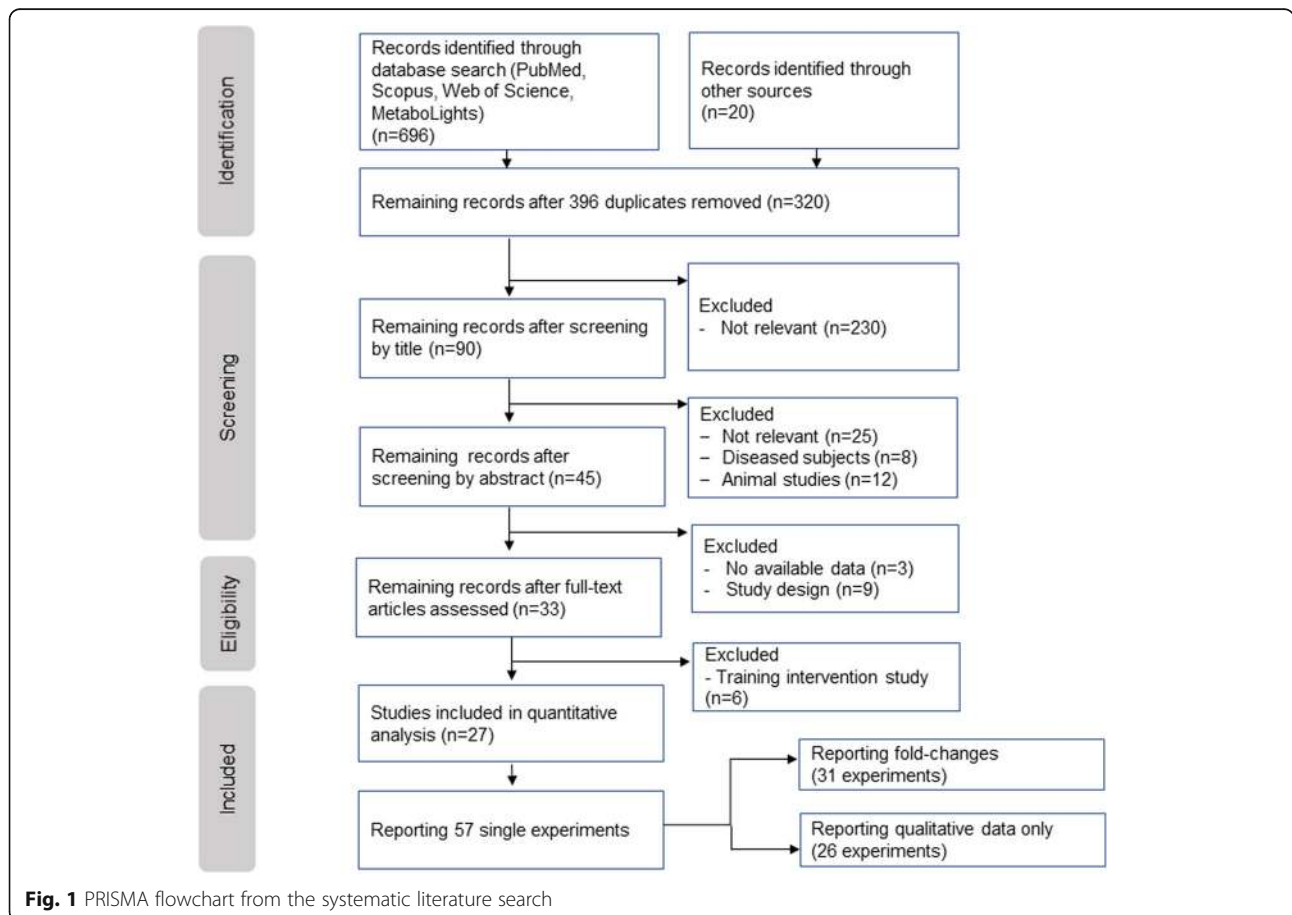 Identification
Records identified through
database search (PubMed,
Scopus, Web of Science,
MetaboLights)
(n=696)
Records identified through
other sources
(n=20)
Remaining records after 396 duplicates removed (n=320)
Screening
Excluded
- Not relevant (n=230)
Remaining records after screening
by title (n=90)
Excluded
– Not relevant (n=25)
– Diseased subjects (n=8)
– Animal studies (n=12)
Remaining records after
screening by abstract (n=45)
Excluded
- No available data (n=3)
- Study design (n=9)
Eligibility
Remaining records after full-text
articles assessed (n=33)
Excluded
- Training intervention study
(n=6)
Included
Studies included in quantitative
analysis (n=27)
Reporting 57 single experiments
Reporting fold-changes
(31 experiments)
Reporting qualitative data only
(26 experiments)
Fig. 1 PRISMA flowchart from the systematic literature search